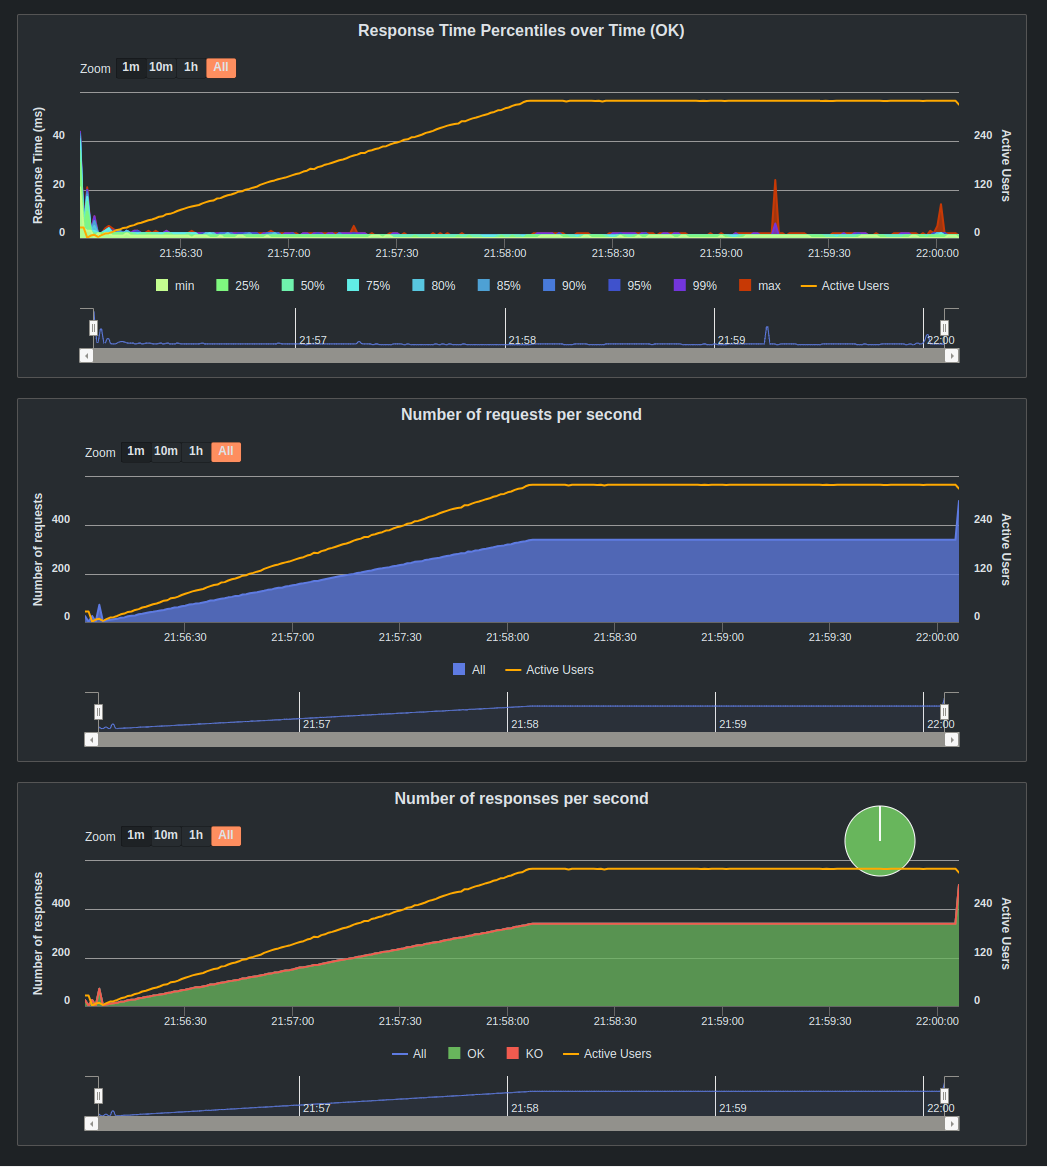 Response Time Percentiles over Time (OK)
Zoom 1m 10m 1h All
Response Time (ms)
40
20
0
240
120
0
Active Users
21:56:30 21:57:00 21:57:30 21:58:00 21:58:30 21:59:00 21:59:30 22:00:00
min 25% 50% 75% 80% 85% 90% 95% 99% max Active Users
21:57 21:58 21:59 22:00
Number of requests per second
Zoom 1m 10m 1h All
Number of requests
400
200
0
240
120
0
Active Users
21:56:30 21:57:00 21:57:30 21:58:00 21:58:30 21:59:00 21:59:30 22:00:00
All Active Users
21:57 21:58 21:59 22:00
Number of responses per second
Zoom 1m 10m 1h All
Number of responses
400
200
0
240
120
0
Active Users
21:56:30 21:57:00 21:57:30 21:58:00 21:58:30 21:59:00 21:59:30 22:00:00
All OK KO Active Users
21:57 21:58 21:59 22:00